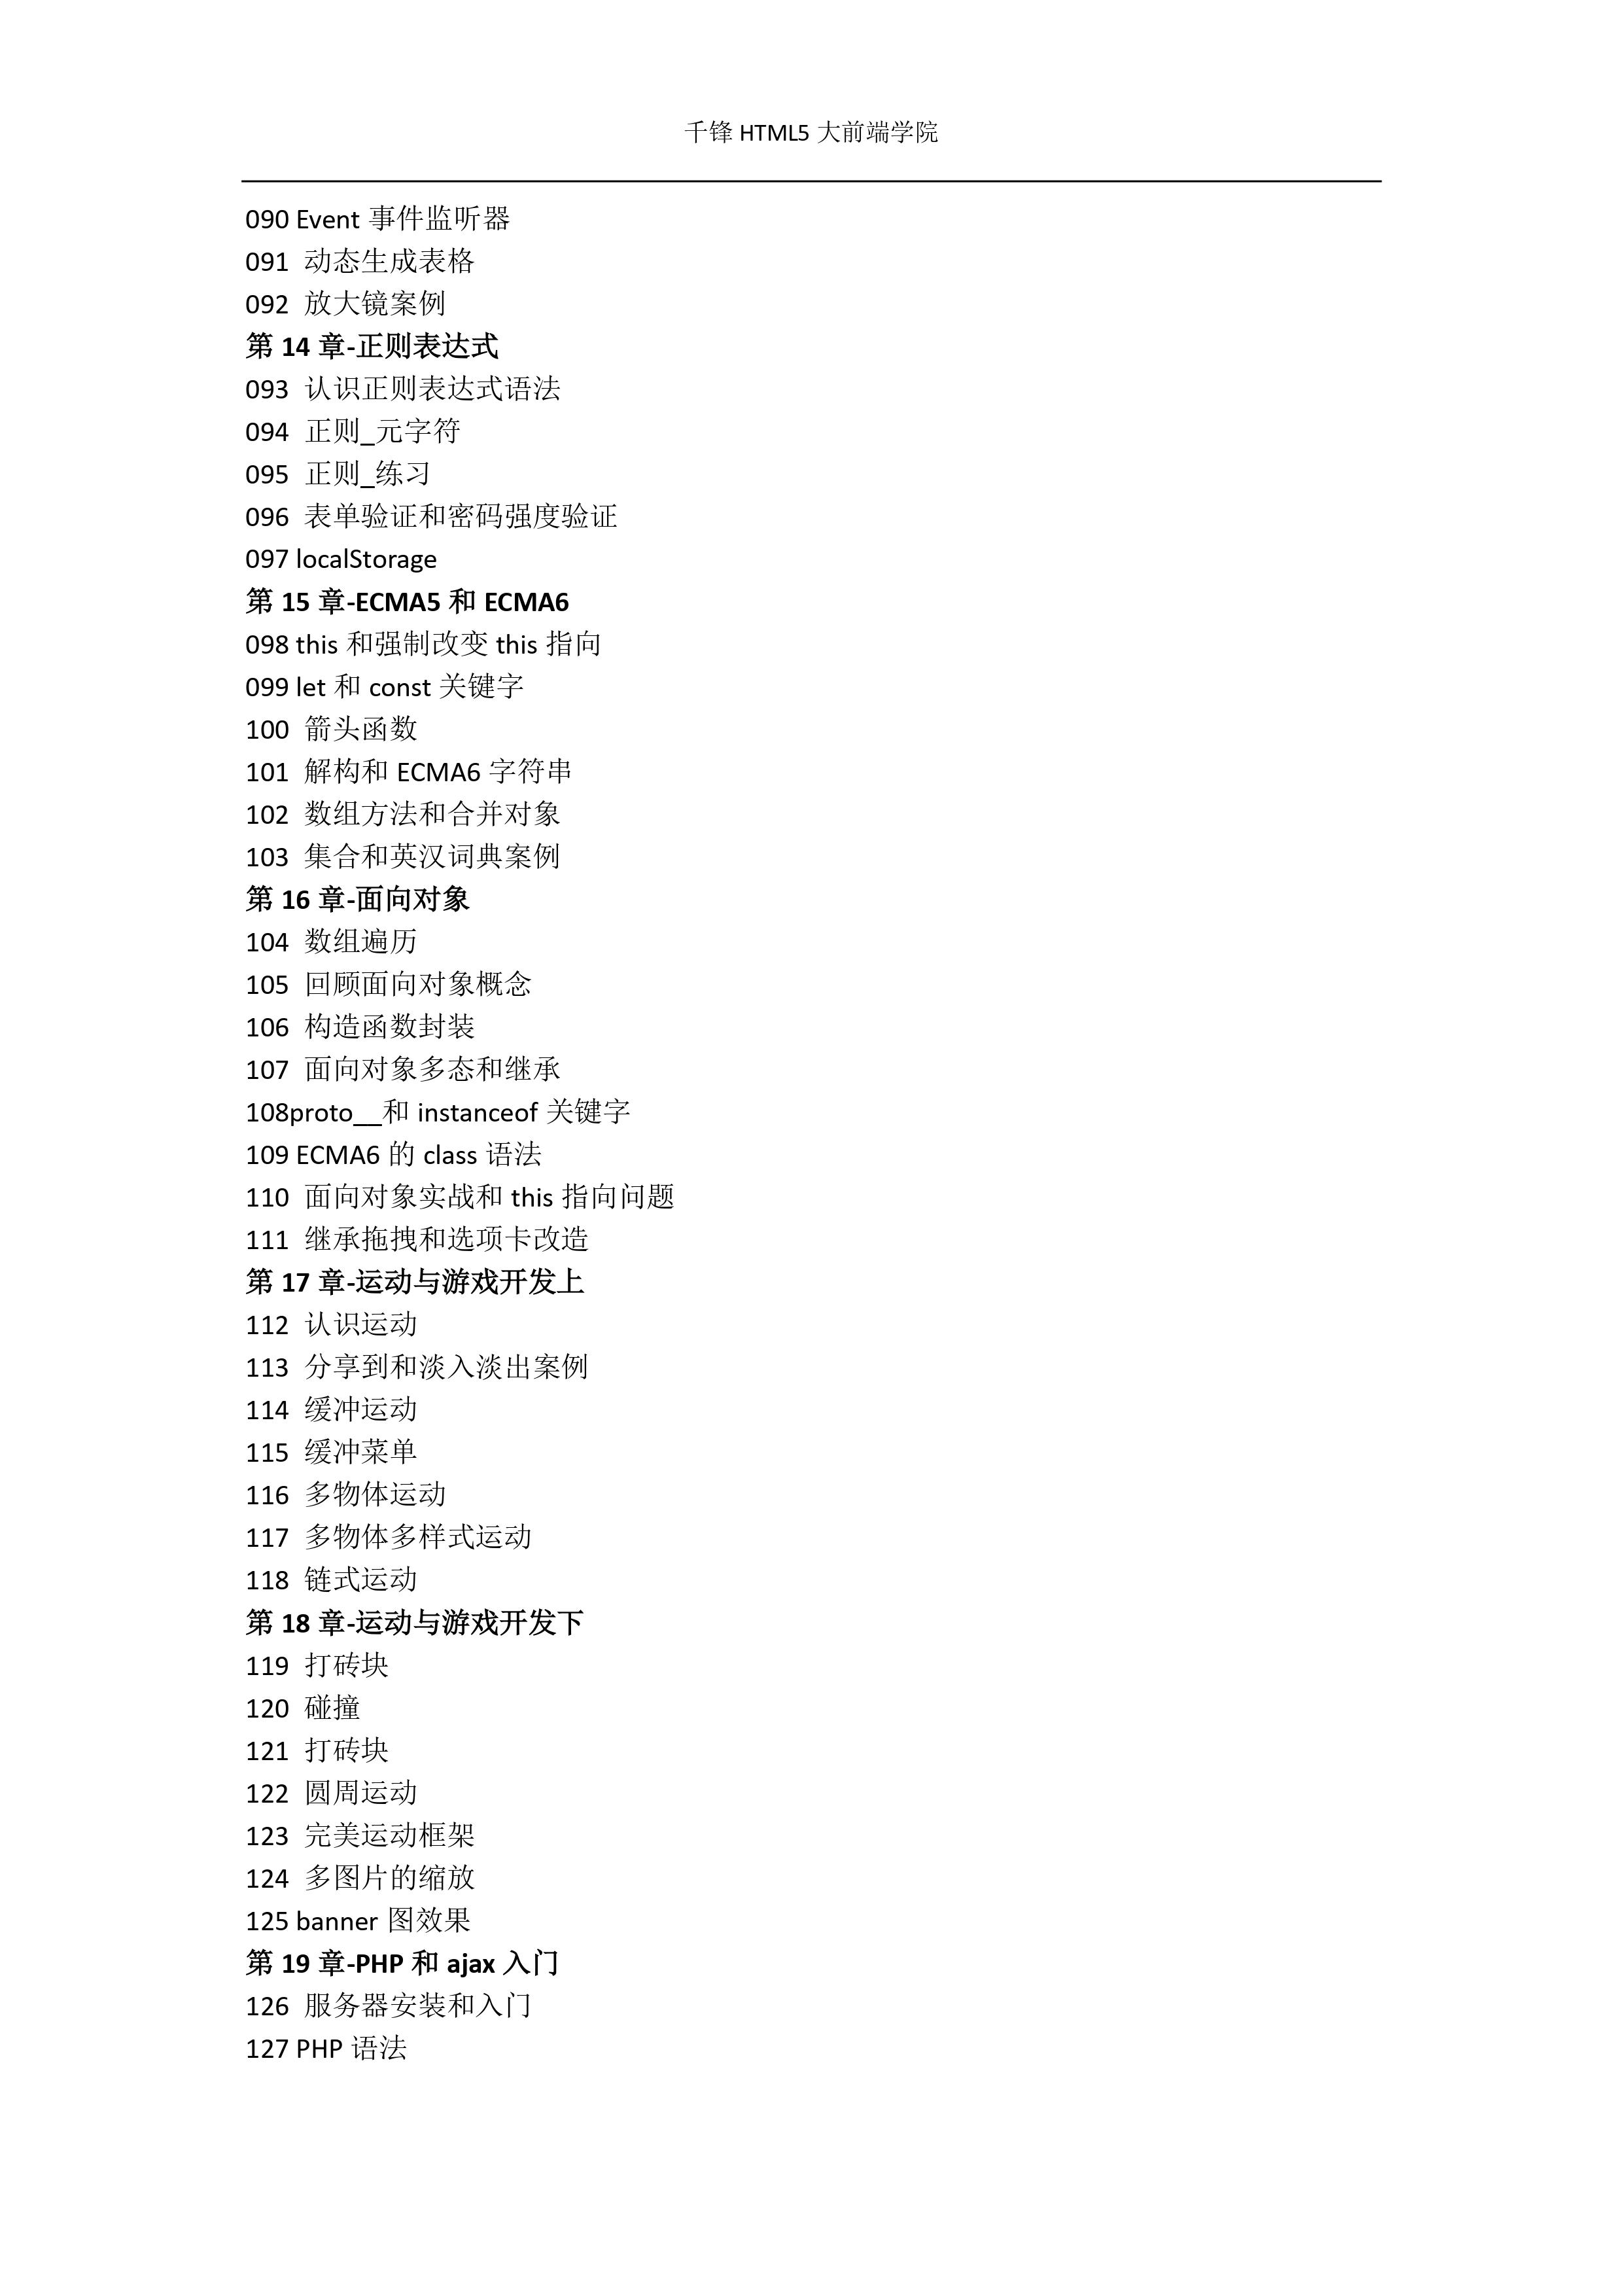 千锋 HTML5 大前端学院
090 Event 事件监听器
091 动态生成表格
092 放大镜案例
第 14 章-正则表达式
093 认识正则表达式语法
094 正则_元字符
095 正则_练习
096 表单验证和密码强度验证
097 localStorage
第 15 章-ECMA5 和 ECMA6
098 this 和强制改变 this 指向
099 let 和 const 关键字
100 箭头函数
101 解构和 ECMA6 字符串
102 数组方法和合并对象
103 集合和英汉词典案例
第 16 章-面向对象
104 数组遍历
105 回顾面向对象概念
106 构造函数封装
107 面向对象多态和继承
108proto__和 instanceof 关键字
109 ECMA6 的 class 语法
110 面向对象实战和 this 指向问题
111 继承拖拽和选项卡改造
第 17 章-运动与游戏开发上
112 认识运动
113 分享到和淡入淡出案例
114 缓冲运动
115 缓冲菜单
116 多物体运动
117 多物体多样式运动
118 链式运动
第 18 章-运动与游戏开发下
119 打砖块
120 碰撞
121 打砖块
122 圆周运动
123 完美运动框架
124 多图片的缩放
125 banner 图效果
第 19 章-PHP 和 ajax 入门
126 服务器安装和入门
127 PHP 语法